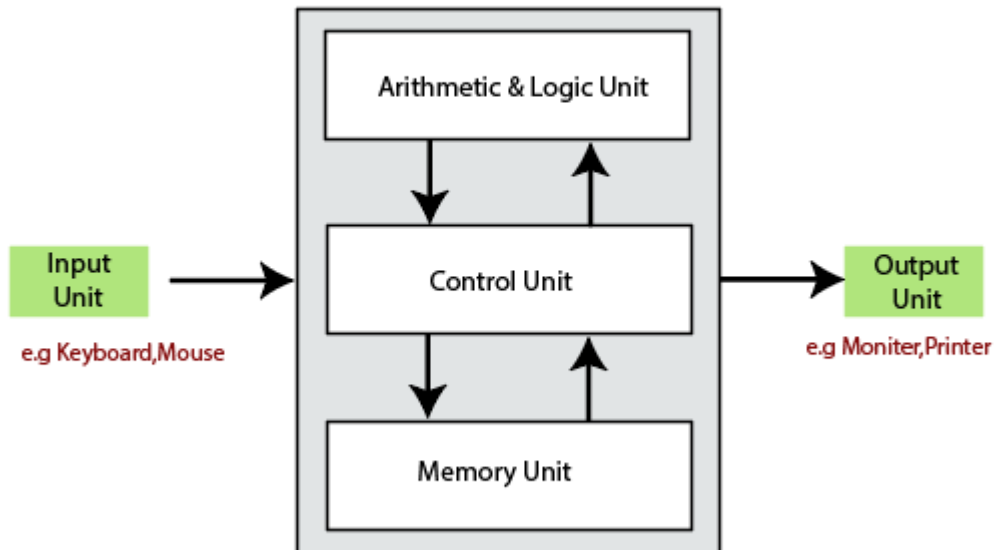 Arithmetic & Logic Unit
Input
Unit
e.g Keyboard,Mouse
Control Unit
Output
Unit
e.g Moniter,Printer
Memory Unit